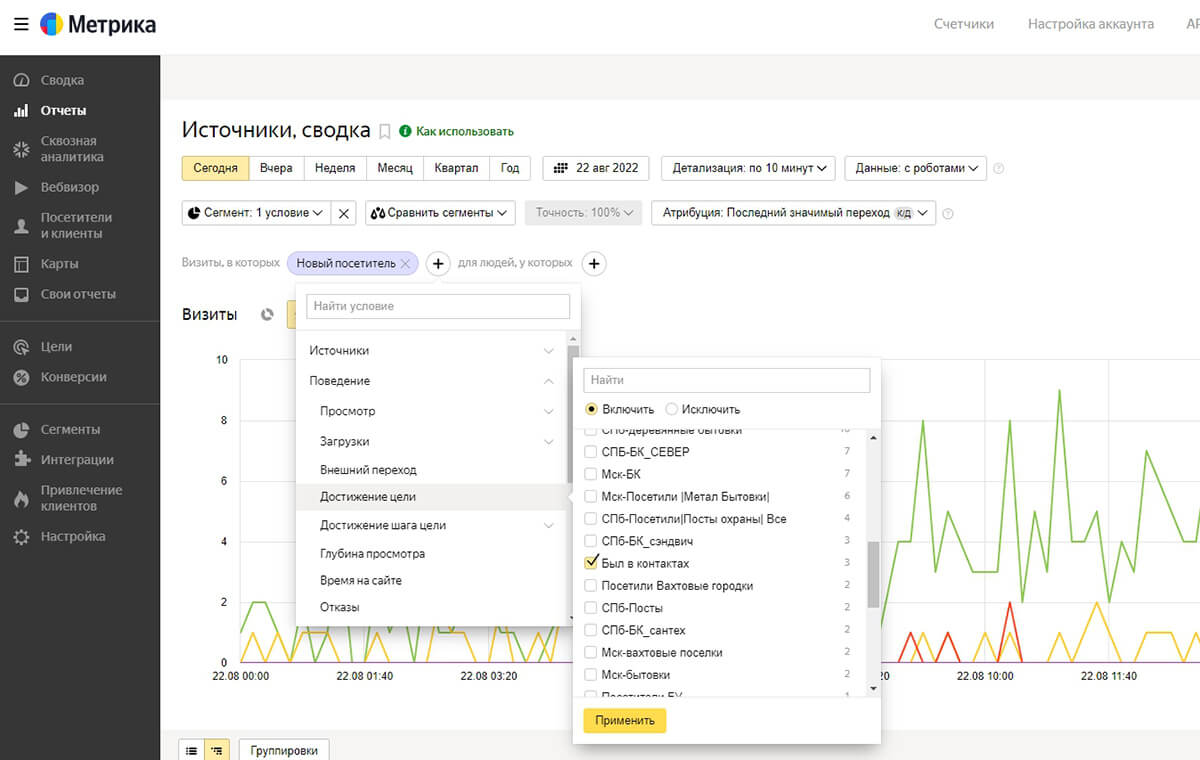 Метрика
Счетчики
Настройка аккаунта
AP
Сводка
Отчеты
Сквозная
аналитика
Вебвизор
Посетители
и клиенты
Карты
Свои отчеты
Цели
Конверсии
Сегменты
Интеграции
Привлечение
клиентов
Настройка
Источники, сводка
Как использовать
Сегодня
Вчера
Неделя
Месяц
Квартал
Год
22 авг 2022
Детализация: по 10 минут
Данные: с роботами
Сегмент: 1 условие
Сравнить сегменты
Точность: 100%
Атрибуция: Последний значимый переход к/д
Визиты, в которых
Новый посетитель
для людей, у которых
Визиты
Найти условие
Источники
Поведение
Просмотр
Загрузки
Внешний переход
Достижение цели
Достижение шага цели
Глубина просмотра
Время на сайте
Отказы
Найти
Включить
Исключить
СПб-деревянные бытовки
СПБ-БК_СЕВЕР 7
Мск-БК 7
Мск-Посетили |Метал Бытовки| 6
СПб-Посетили|Посты охраны| Все 4
СПб-БК_сэндвич 3
Был в контактах 3
Посетили Вахтовые городки 2
СПб-Посты 2
СПб-БК_сантех 2
Мск-вахтовые поселки 2
Мск-бытовки 2
Применить
10
8
6
4
2
0
22.08 00:00
22.08 01:40
22.08 03:20
20
22.08 10:00
22.08 11:40
Группировки